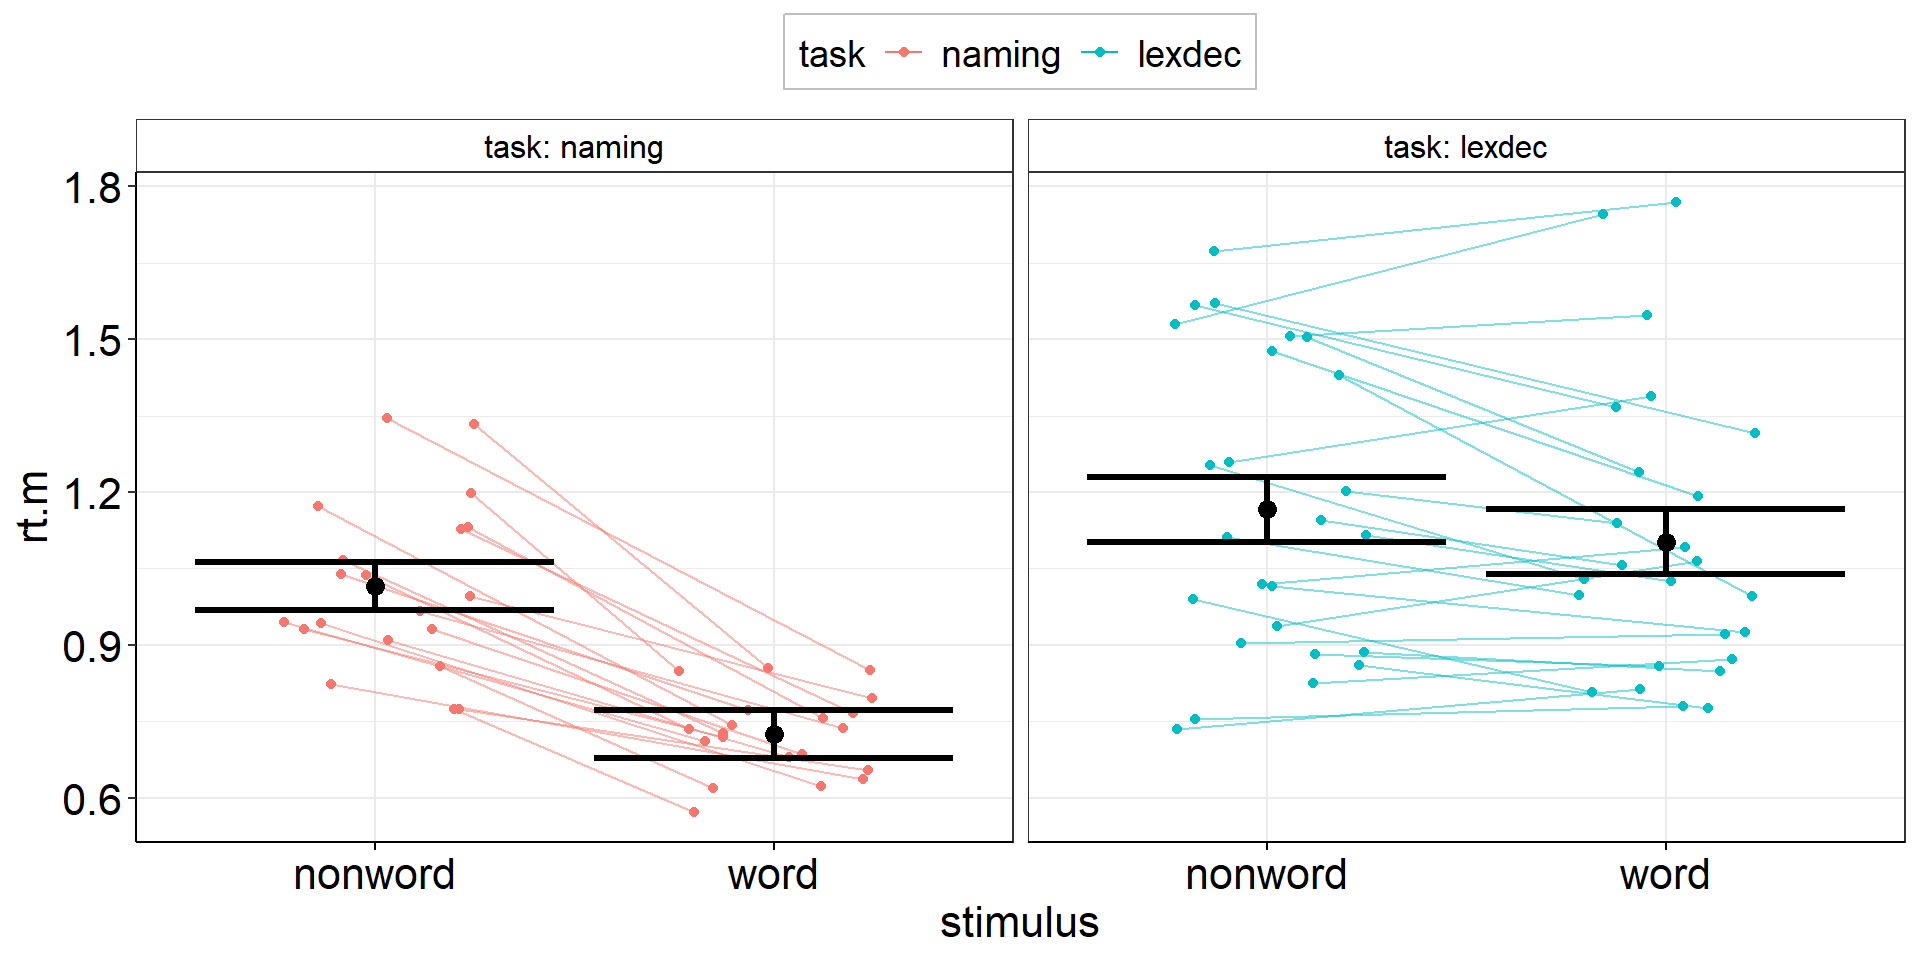 task naming lexdec
task: naming
task: lexdec
1.8
1.5
1.2
0.9
0.6
rt.m
nonword word nonword word
stimulus